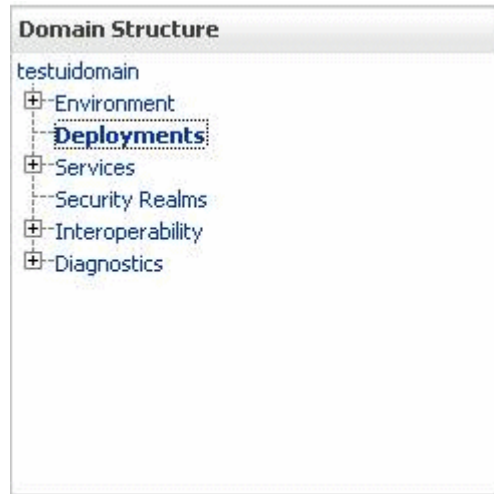 Domain Structure
testuidomain
Environment
Deployments
Services
Security Realms
Interoperability
Diagnostics